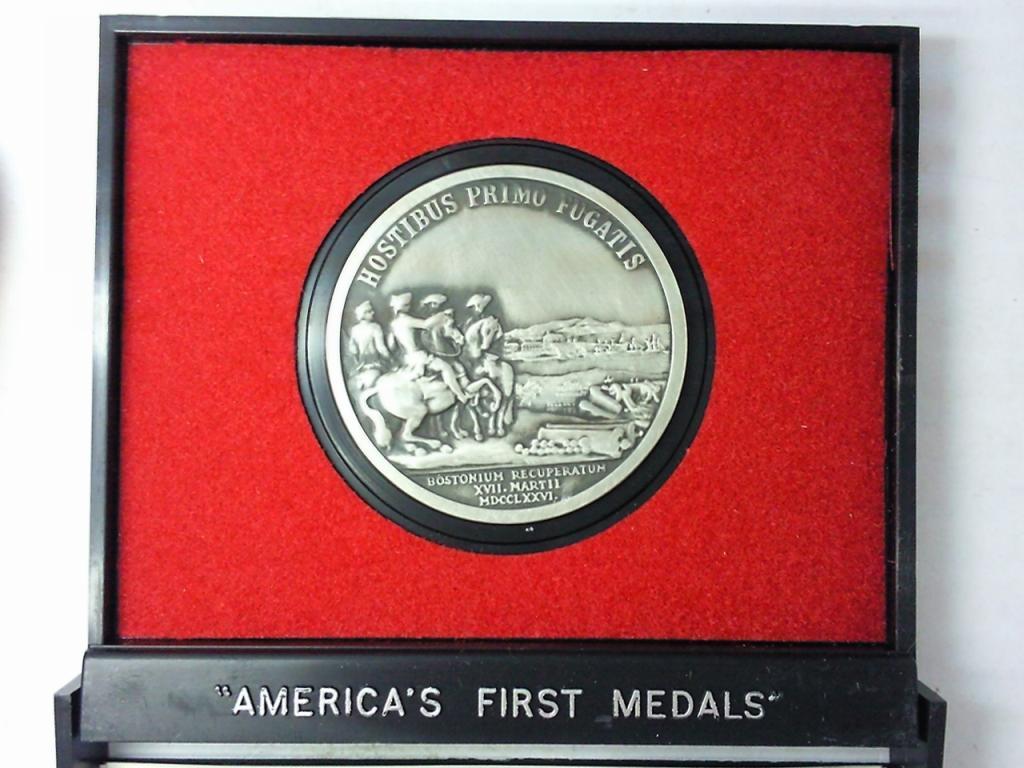 HOSTIBUS PRIMO FUGATIS
BOSTONIUM RECUPERATUM
XVII. MARTII
MDCCLXXVI.
"AMERICA'S FIRST MEDALS"